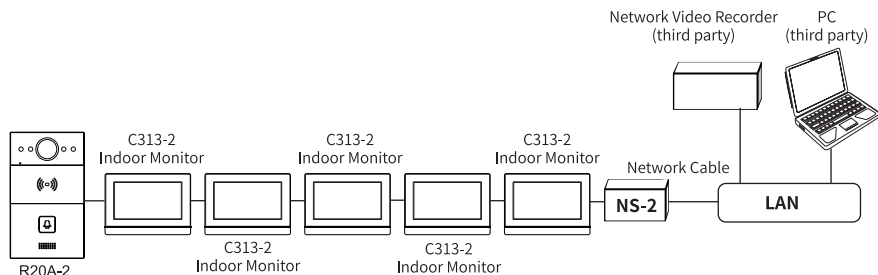 Network Video Recorder
(third party)
PC
(third party)
C313-2
Indoor Monitor
C313-2
Indoor Monitor
C313-2
Indoor Monitor
Network Cable
NS-2
LAN
C313-2
Indoor Monitor
C313-2
Indoor Monitor
R20A-2